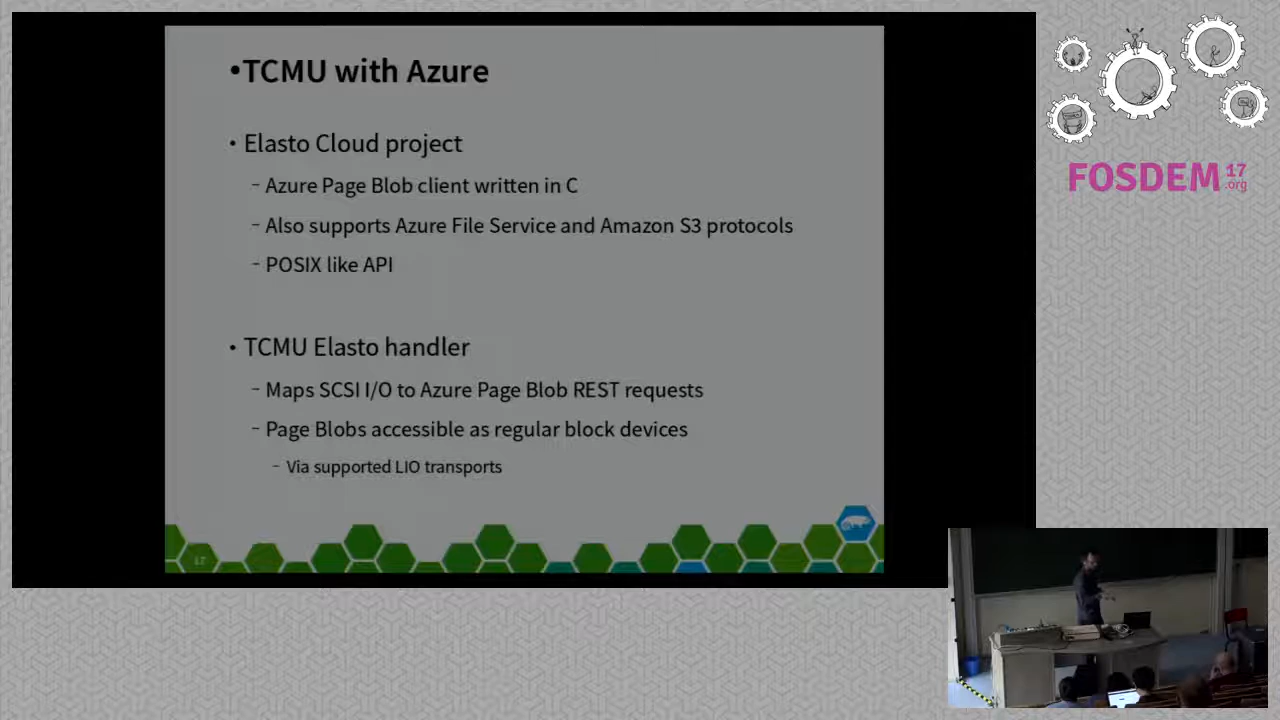 •TCMU with Azure
• Elasto Cloud project
– Azure Page Blob client written in C
– Also supports Azure File Service and Amazon S3 protocols
– POSIX like API
• TCMU Elasto handler
– Maps SCSI I/O to Azure Page Blob REST requests
– Page Blobs accessible as regular block devices
– Via supported LIO transports
17
FOSDEM 17
.org